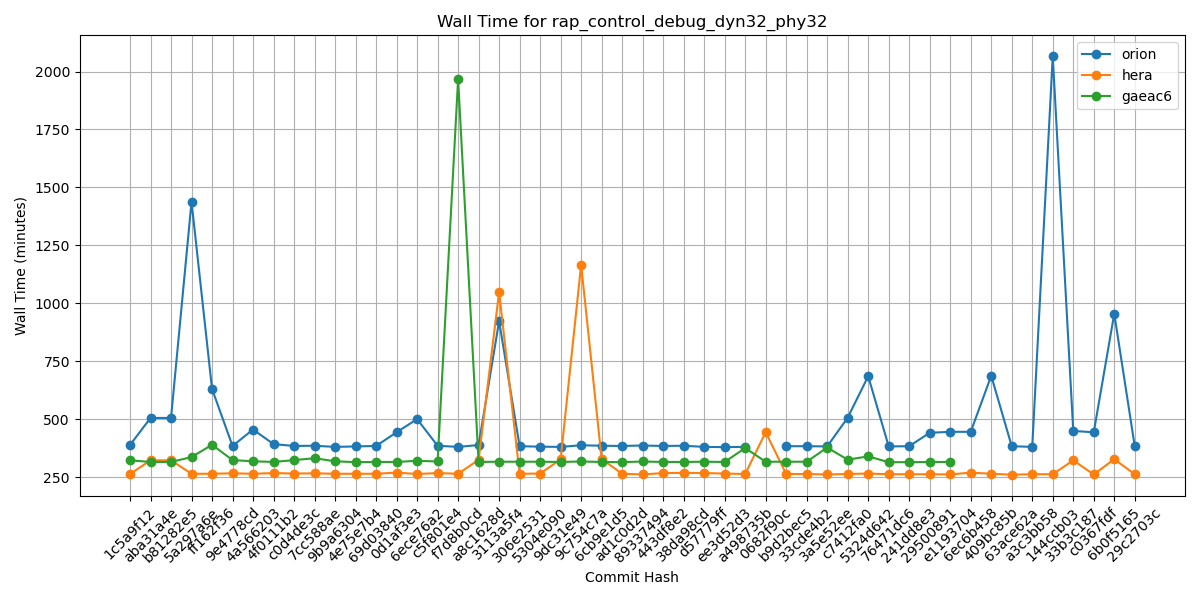 Wall Time for rap_control_debug_dyn32_phy32
orion
hera
gaeac6
Wall Time (minutes)
2000
1750
1500
1250
1000
750
500
250
1c5a9f12
aba31a4e
b81282e5
5a297a6e
ff162f36
9e4778cd
4a566203
4f0111b2
c0d4de3c
7cc588ae
9b9a6304
4e75e7b4
69d03840
0d1af3e3
6ece76a2
c5f801e4
f7d8b0cd
a8c1628d
3113a5f4
306e2531
5304e090
9dc31e49
9c754c7a
6cb9e1d5
ad1c0d2d
89337494
443df8e2
38da98cd
d57779ff
ee3d52d3
a498735b
0682f90c
b9d2bec5
33cde4b2
3a5e52ee
c7412fa0
5324d642
76471dc6
241dd8e3
29500891
e1193704
6ec6b458
409bc85b
63ace62a
a3c3bb58
144ccb03
33b3c187
c0367fdf
6b0f5165
29c2703c
Commit Hash